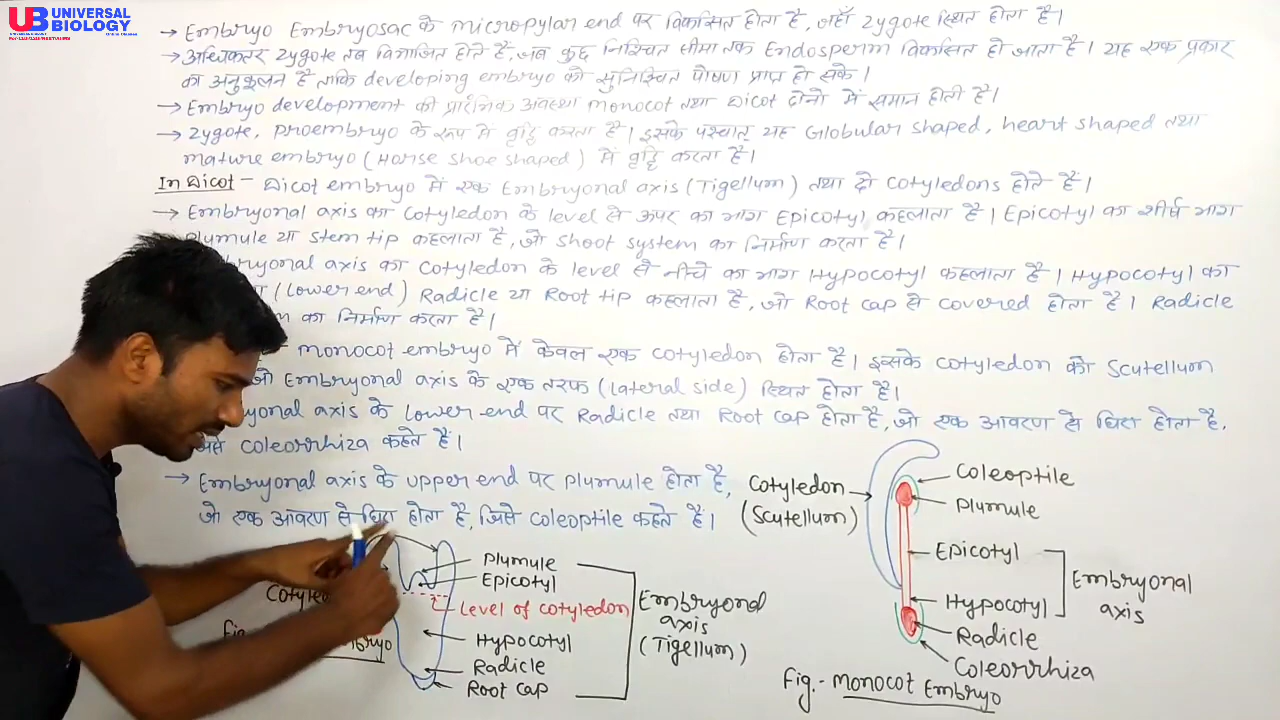 UB UNIVERSAL BIOLOGY
→ Embryo Embryosac के micropylar end पर विकसित होता है, जहाँ zygote स्थित होता है।
→ अधिकतर zygote तब विभाजित होते हैं, जब कुछ निश्चित सीमा तक Endosperm विकसित हो जाता है। यह एक प्रकार
का अनुकूलन है ताकि developing embryo को सुनिश्चित पोषण प्राप्त हो सके।
→ Embryo development की प्रारंभिक अवस्था monocot तथा Dicot दोनो में समान होती है।
→ zygote, Proembryo के रूप में वृद्धि करता है। इसके पश्चात् यह Globular shaped, heart shaped तथा
mature embryo (Horse shoe shaped) में वृद्धि करता है।
In Dicot – Dicot embryo में एक Embryonal axis (Tigellum) तथा दो cotyledons होते हैं।
→ Embryonal axis का cotyledon के level से ऊपर का भाग Epicotyl कहलाता है। Epicotyl का शीर्ष भाग
Plumule या stem tip कहलाता है, जो shoot system का निर्माण करता है।
axis का cotyledon के level से नीचे का भाग Hypocotyl कहलाता है। Hypocotyl का
(lower end) Radicle या Root tip कहलाता है, जो Root cap से covered होता है। Radicle
का निर्माण करता है।
monocot embryo में केवल एक cotyledon होता है। इसके cotyledon को Scutellum
जो Embryonal axis के एक तरफ (lateral side) स्थित होता है।
axis के lower end पर Radicle तथा Root cap होता है, जो एक आवरण से घिरा होता है,
coleorrhiza कहते हैं।
→ Embryonal axis के upper end पर plumule होता है,
जो एक आवरण से घिरा होता है, जिसे coleoptile कहते हैं।
Plumule
Epicotyl
Level of cotyledon
Hypocotyl
Radicle
Root cap
Embryonal
axis
(Tigellum)
Cotyledon
(Scutellum)
Coleoptile
Plumule
Epicotyl
Hypocotyl
Radicle
Coleorrhiza
Embryonal
axis
Fig.- Monocot Embryo